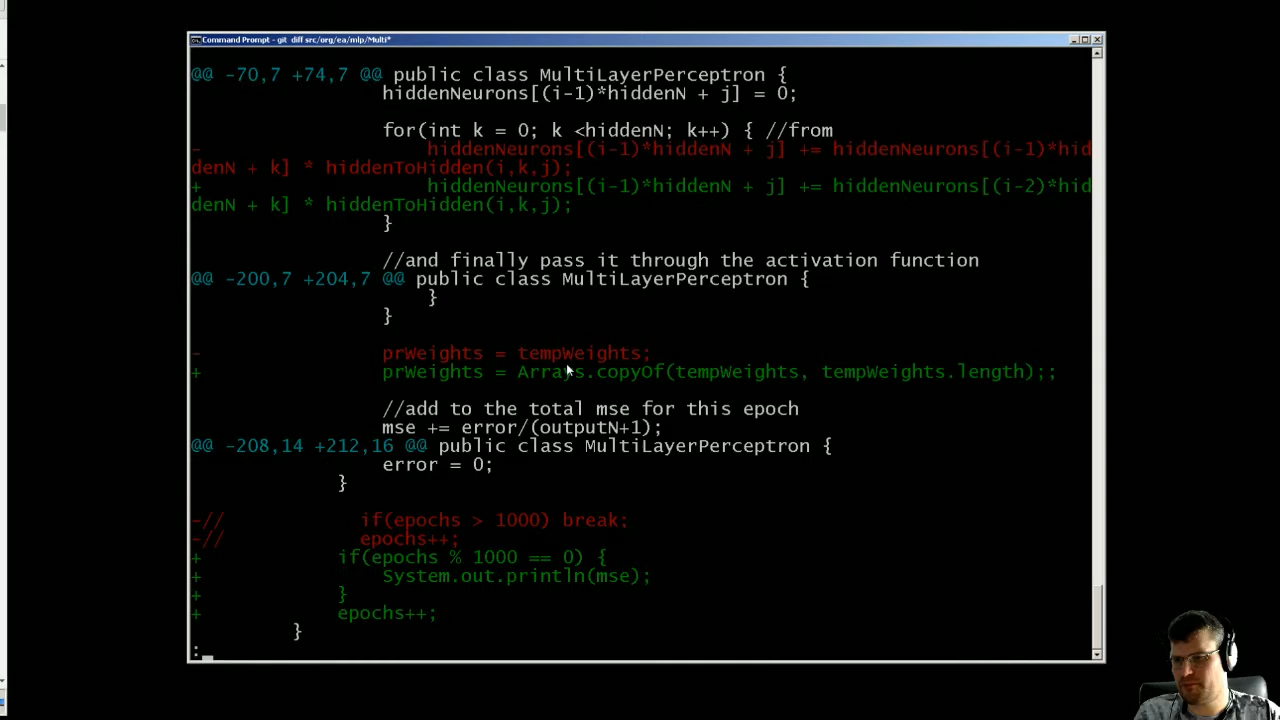 Command Prompt - git diff src/org/ea/mlp/Multi*
@@ -70,7 +74,7 @@ public class MultiLayerPerceptron {
hiddenNeurons[(i-1)*hiddenN + j] = 0;
for(int k = 0; k <hiddenN; k++) { //from
- hiddenNeurons[(i-1)*hiddenN + j] += hiddenNeurons[(i-1)*hid
denN + k] * hiddenToHidden(i,k,j);
+ hiddenNeurons[(i-1)*hiddenN + j] += hiddenNeurons[(i-2)*hid
denN + k] * hiddenToHidden(i,k,j);
}
//and finally pass it through the activation function
@@ -200,7 +204,7 @@ public class MultiLayerPerceptron {
}
}
- prWeights = tempWeights;
+ prWeights = Arrays.copyOf(tempWeights, tempWeights.length);;
//add to the total mse for this epoch
mse += error/(outputN+1);
@@ -208,14 +212,16 @@ public class MultiLayerPerceptron {
error = 0;
}
-// if(epochs > 1000) break;
-// epochs++;
+ if(epochs % 1000 == 0) {
+ System.out.println(mse);
+ }
+ epochs++;
}
: